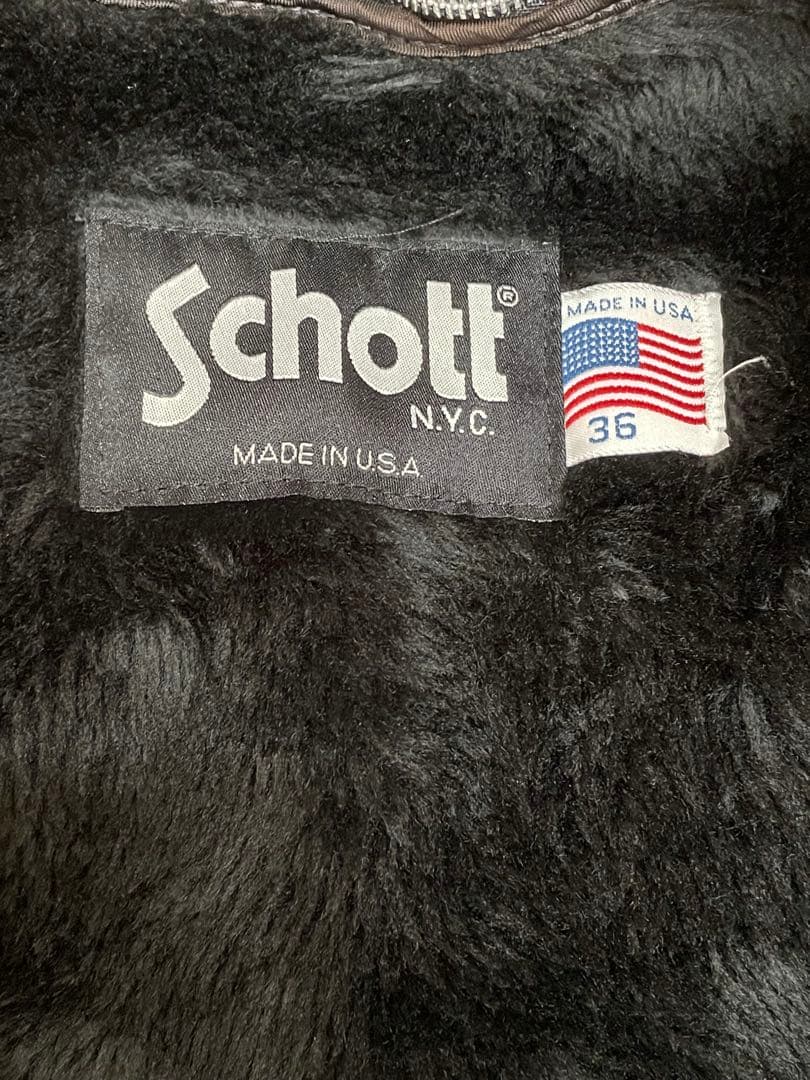 Schott®
N.Y.C.
MADE IN U.S.A
MADE IN USA
36